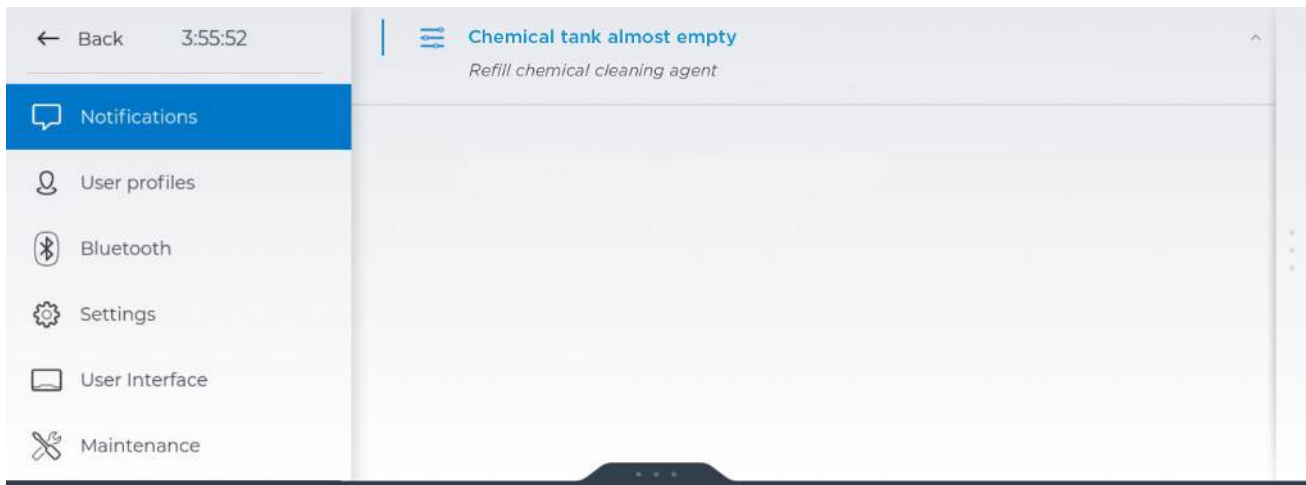 Back 3:55:52
Notifications
User profiles
Bluetooth
Settings
User Interface
Maintenance
Chemical tank almost empty
Refill chemical cleaning agent